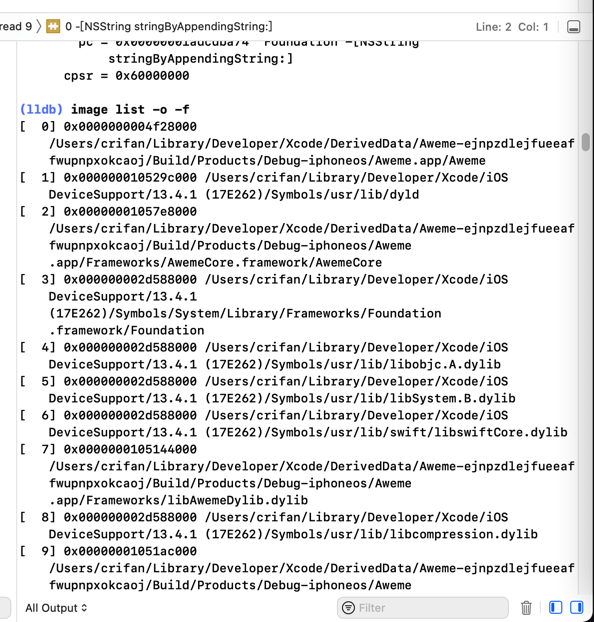 read 9 〉 0 -[NSString stringByAppendingString:]
Line: 2 Col: 1
pc = 0x00000001adcuba74 Foundation -[NSString
stringByAppendingString:]
cpsr = 0x60000000
(lldb) image list -o -f
[  0] 0x0000000004f28000
/Users/crifan/Library/Developer/Xcode/DerivedData/Aweme-ejnpzdlejfueeaf
fwupnpxokcaoj/Build/Products/Debug-iphoneos/Aweme.app/Aweme
[  1] 0x000000010529c000 /Users/crifan/Library/Developer/Xcode/iOS
DeviceSupport/13.4.1 (17E262)/Symbols/usr/lib/dyld
[  2] 0x00000001057e8000
/Users/crifan/Library/Developer/Xcode/DerivedData/Aweme-ejnpzdlejfueeaf
fwupnpxokcaoj/Build/Products/Debug-iphoneos/Aweme
.app/Frameworks/AwemeCore.framework/AwemeCore
[  3] 0x000000002d588000 /Users/crifan/Library/Developer/Xcode/iOS
DeviceSupport/13.4.1
(17E262)/Symbols/System/Library/Frameworks/Foundation
.framework/Foundation
[  4] 0x000000002d588000 /Users/crifan/Library/Developer/Xcode/iOS
DeviceSupport/13.4.1 (17E262)/Symbols/usr/lib/libobjc.A.dylib
[  5] 0x000000002d588000 /Users/crifan/Library/Developer/Xcode/iOS
DeviceSupport/13.4.1 (17E262)/Symbols/usr/lib/libSystem.B.dylib
[  6] 0x000000002d588000 /Users/crifan/Library/Developer/Xcode/iOS
DeviceSupport/13.4.1 (17E262)/Symbols/usr/lib/swift/libswiftCore.dylib
[  7] 0x0000000105144000
/Users/crifan/Library/Developer/Xcode/DerivedData/Aweme-ejnpzdlejfueeaf
fwupnpxokcaoj/Build/Products/Debug-iphoneos/Aweme
.app/Frameworks/libAwemeDylib.dylib
[  8] 0x000000002d588000 /Users/crifan/Library/Developer/Xcode/iOS
DeviceSupport/13.4.1 (17E262)/Symbols/usr/lib/libcompression.dylib
[  9] 0x00000001051ac000
/Users/crifan/Library/Developer/Xcode/DerivedData/Aweme-ejnpzdlejfueeaf
fwupnpxokcaoj/Build/Products/Debug-iphoneos/Aweme
All Output
Filter